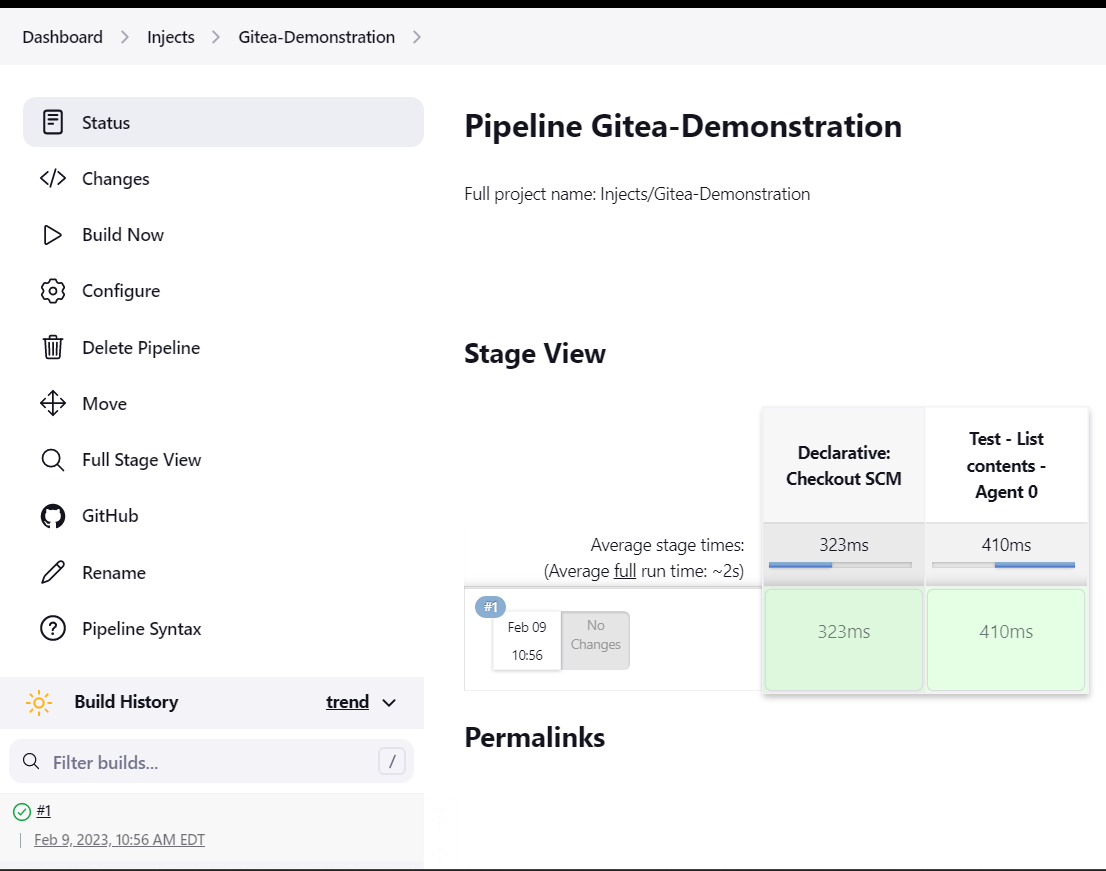 Dashboard
Injects
Gitea-Demonstration
Status
Changes
Build Now
Configure
Delete Pipeline
Move
Full Stage View
GitHub
Rename
Pipeline Syntax
Build History
trend
Filter builds...
/
#1
Feb 9, 2023, 10:56 AM EDT
Pipeline Gitea-Demonstration
Full project name: Injects/Gitea-Demonstration
Stage View
Declarative:
Checkout SCM
Test - List
contents -
Agent 0
Average stage times:
(Average full run time: ~2s)
323ms
410ms
#1
Feb 09
10:56
No
Changes
323ms
410ms
Permalinks